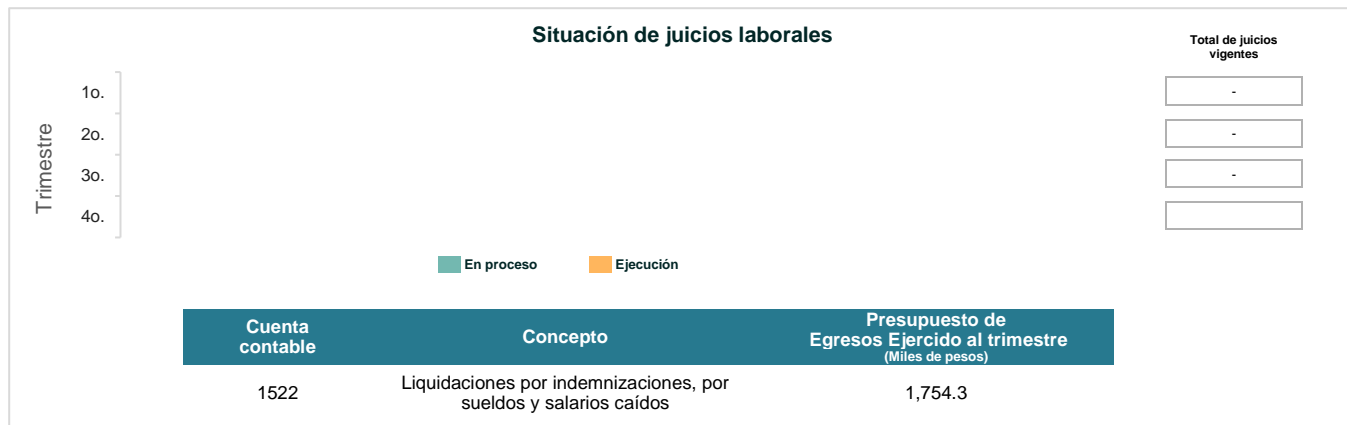 Situación de juicios laborales
Total de juicios
vigentes
Trimestre
1o.
-
2o.
-
3o.
-
4o.
En proceso
Ejecución
Cuenta
contable
Concepto
Presupuesto de
Egresos Ejercido al trimestre
(Miles de pesos)
1522
Liquidaciones por indemnizaciones, por
sueldos y salarios caídos
1,754.3